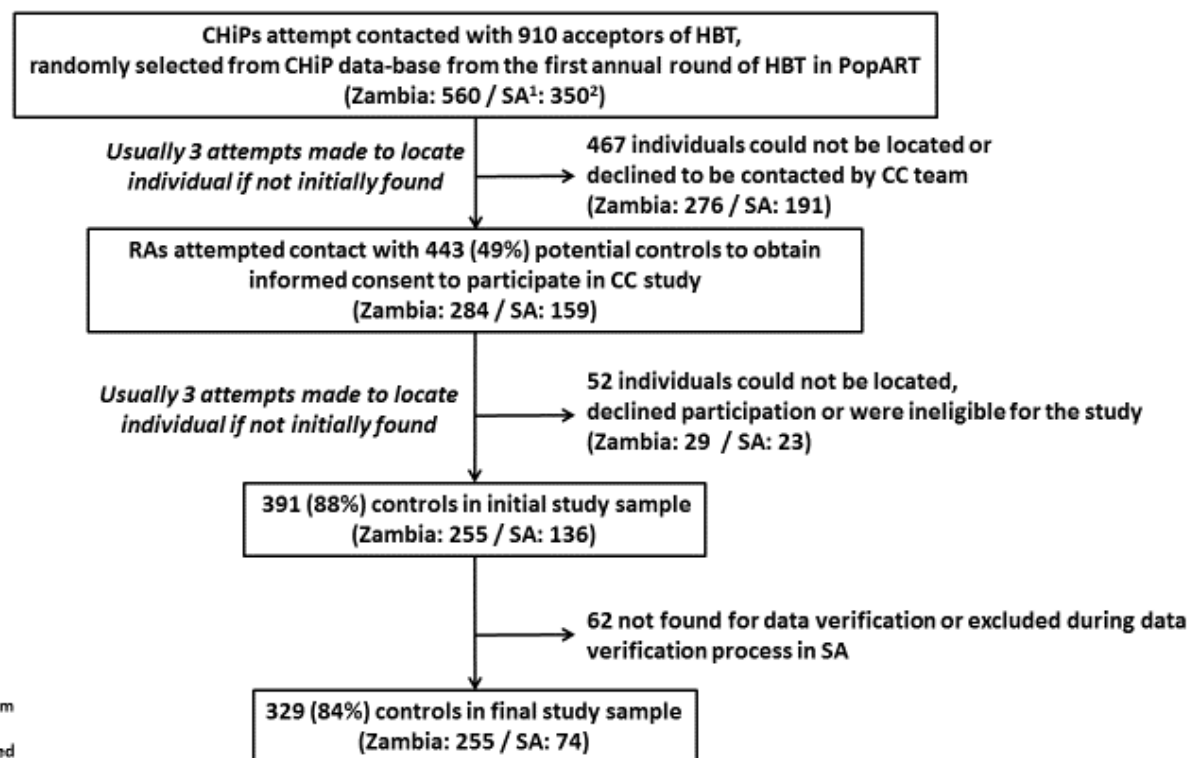 CHiPs attempt contacted with 910 acceptors of HBT,
randomly selected from CHiP data-base from the first annual round of HBT in PopART
(Zambia: 560 / SA¹: 350²)
Usually 3 attempts made to locate
individual if not initially found
467 individuals could not be located or
declined to be contacted by CC team
(Zambia: 276 / SA: 191)
RAs attempted contact with 443 (49%) potential controls to obtain
informed consent to participate in CC study
(Zambia: 284 / SA: 159)
Usually 3 attempts made to locate
individual if not initially found
52 individuals could not be located,
declined participation or were ineligible for the study
(Zambia: 29 / SA: 23)
391 (88%) controls in initial study sample
(Zambia: 255 / SA: 136)
62 not found for data verification or excluded during data
verification process in SA
329 (84%) controls in final study sample
(Zambia: 255 / SA: 74)